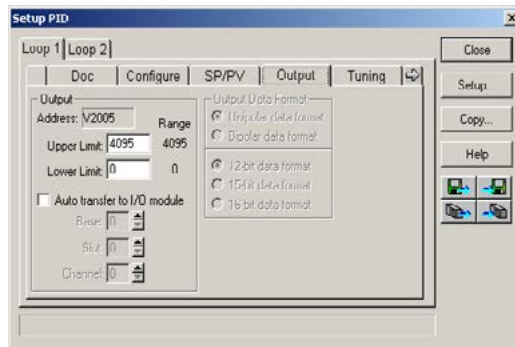 Setup PID
Loop 1 Loop 2
Doc Configure SP/PV Output Tuning
Output
Address: V2005
Range
Upper Limit: 4095 4095
Lower Limit: 0 0
Auto transfer to I/O module
Base: 0
Slot: 0
Channel: 0
Output Data Format
Unipolar data format
Bipolar data format
12-bit data format
15-bit data format
16-bit data format
Close
Setup...
Copy...
Help